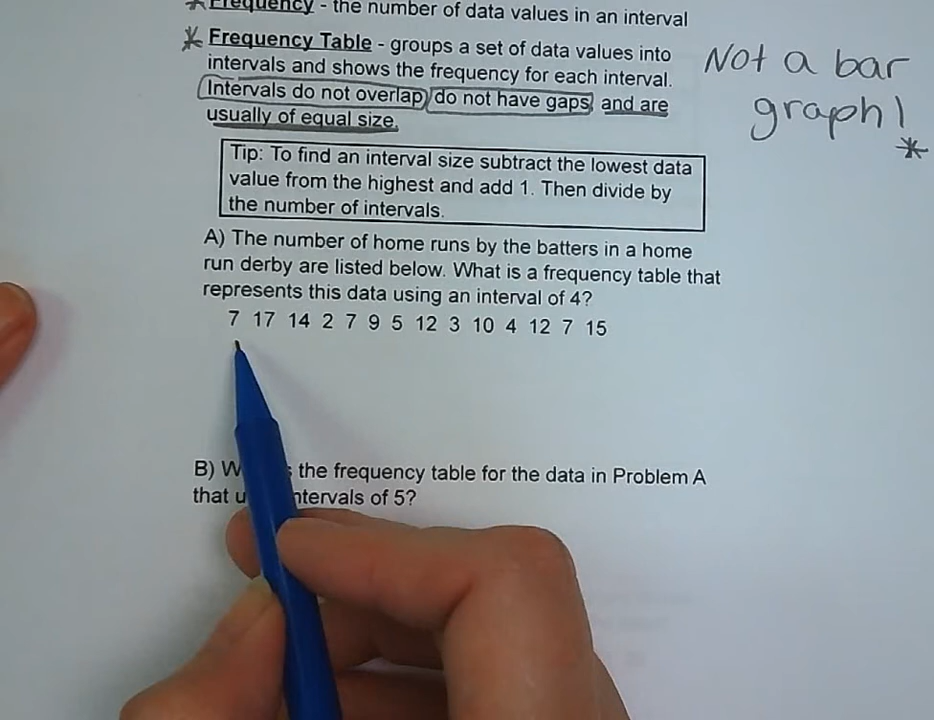 * Frequency - the number of data values in an interval
* Frequency Table - groups a set of data values into
intervals and shows the frequency for each interval.
Intervals do not overlap, do not have gaps, and are
usually of equal size.
Not a bar
graph!
*
Tip: To find an interval size subtract the lowest data
value from the highest and add 1. Then divide by
the number of intervals.
A) The number of home runs by the batters in a home
run derby are listed below. What is a frequency table that
represents this data using an interval of 4?
7 17 14 2 7 9 5 12 3 10 4 12 7 15
B) the frequency table for the data in Problem A
that of 5?